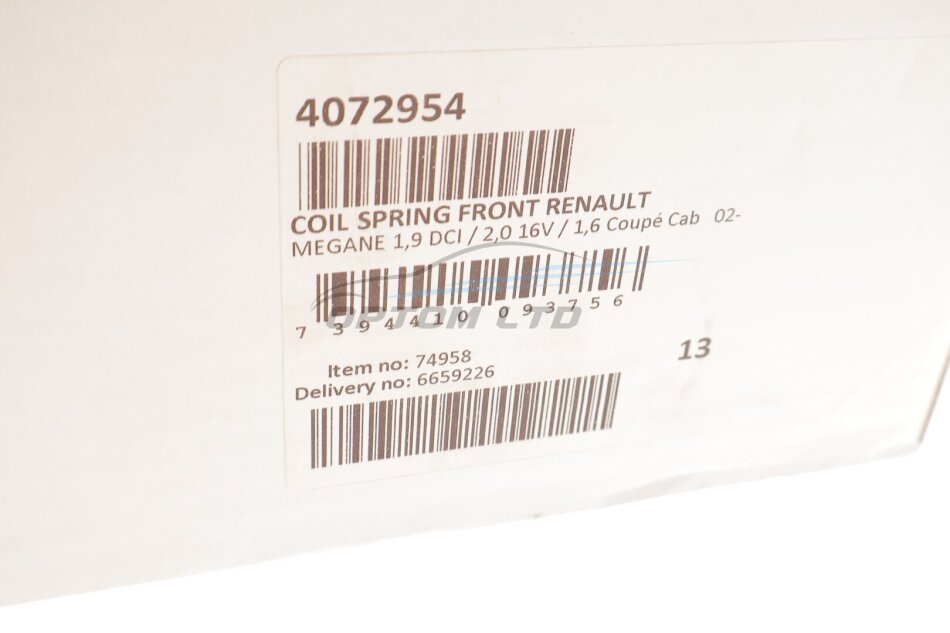 4072954
COIL SPRING FRONT RENAULT
MEGANE 1,9 DCI / 2,0 16V / 1,6 Coupé Cab 02-
OPTOM LTD
7 394410 093756
Item no: 74958
13
Delivery no: 6659226